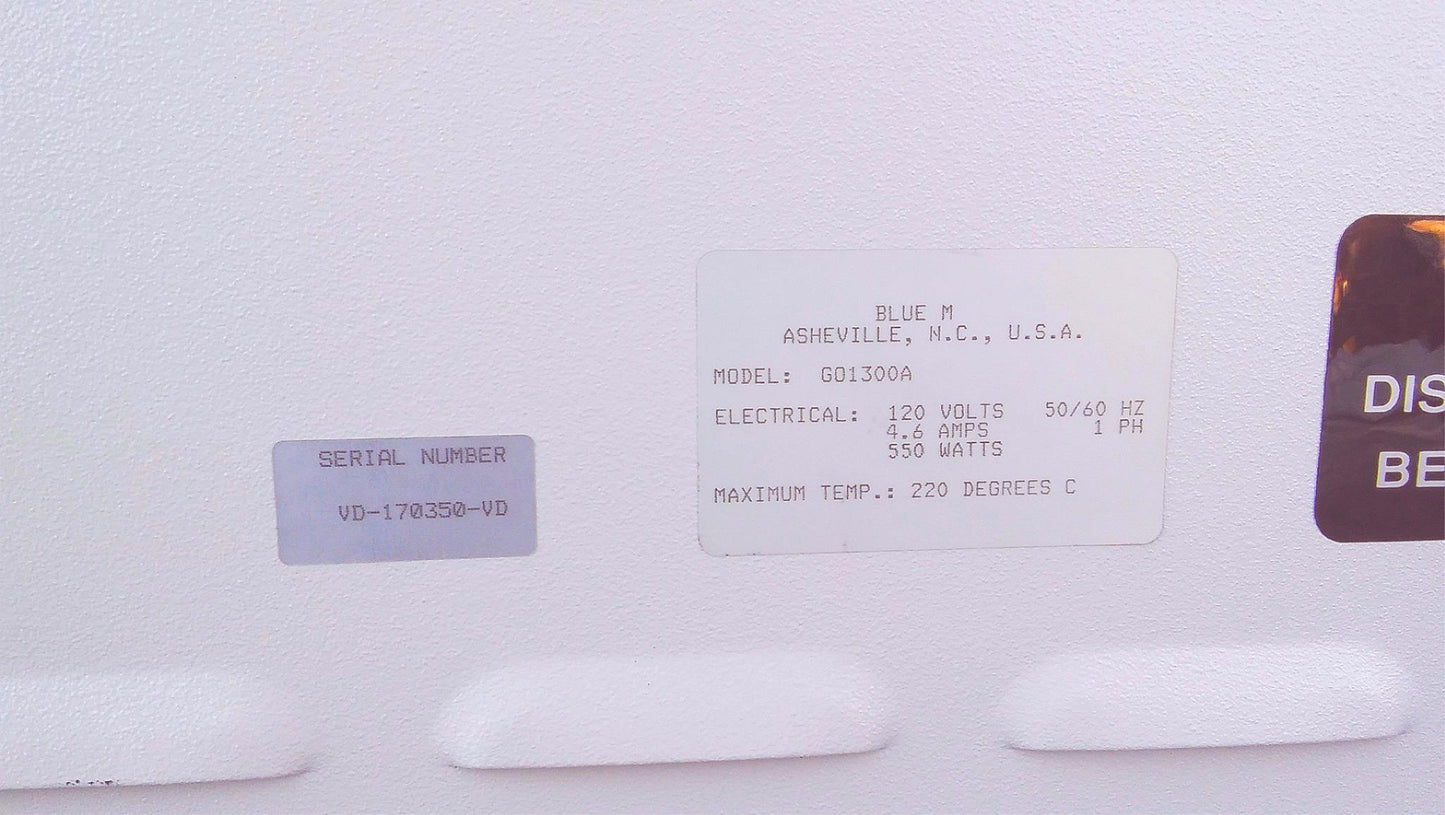 BLUE M
ASHEVILLE, N.C., U.S.A.
MODEL: GO1300A
ELECTRICAL: 120 VOLTS 50/60 HZ
4.6 AMPS 1 PH
550 WATTS
MAXIMUM TEMP.: 220 DEGREES C
SERIAL NUMBER
VD-170350-VD
DIS
BE